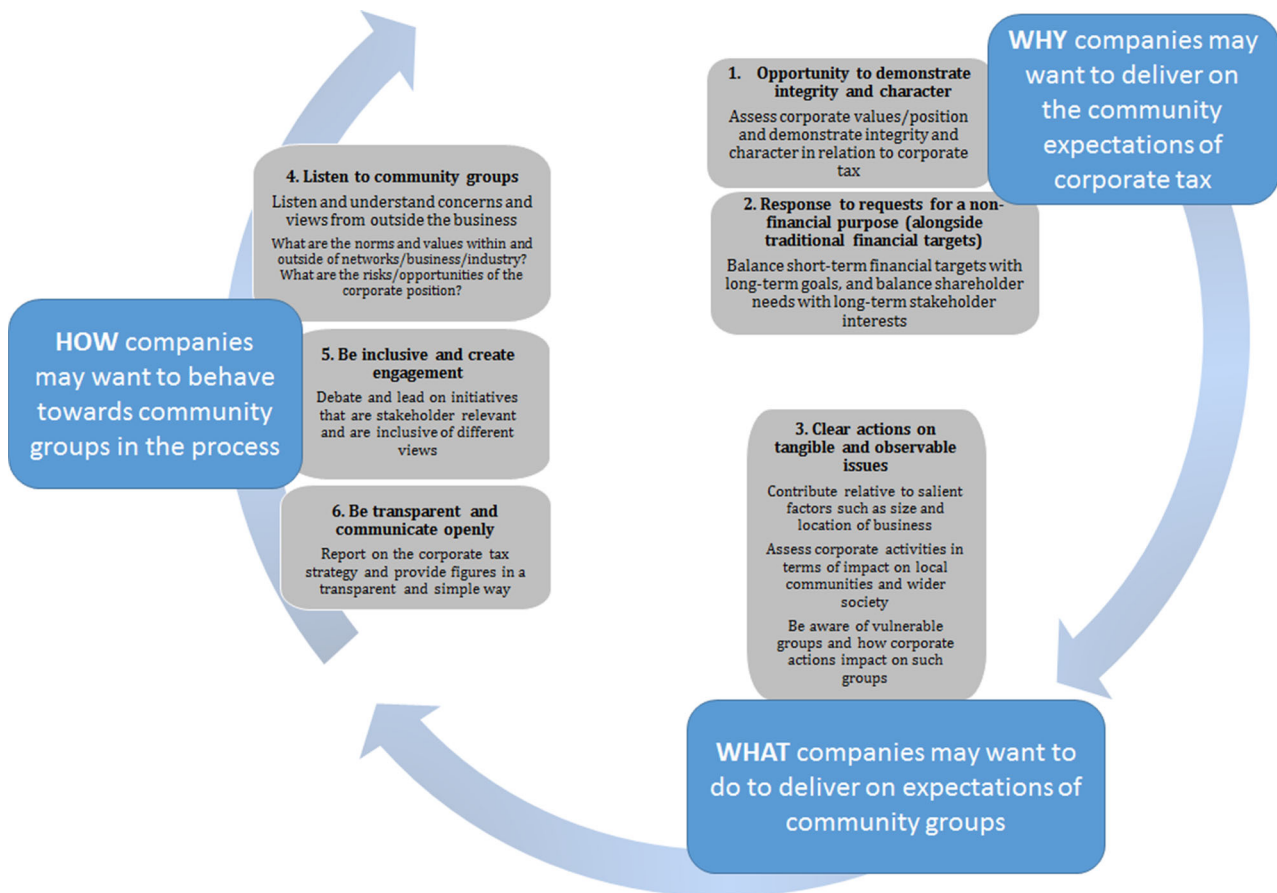 WHY companies may
want to deliver on
the community
expectations of
corporate tax
1. Opportunity to demonstrate
integrity and character
Assess corporate values/position
and demonstrate integrity and
character in relation to corporate
tax
2. Response to requests for a non-
financial purpose (alongside
traditional financial targets)
Balance short-term financial targets with
long-term goals, and balance shareholder
needs with long-term stakeholder
interests
3. Clear actions on
tangible and observable
issues
Contribute relative to salient
factors such as size and
location of business
Assess corporate activities in
terms of impact on local
communities and wider
society
Be aware of vulnerable
groups and how corporate
actions impact on such
groups
WHAT companies may want to
do to deliver on expectations of
community groups
HOW companies
may want to behave
towards community
groups in the process
4. Listen to community groups
Listen and understand concerns and
views from outside the business
What are the norms and values within and
outside of networks/business/industry?
What are the risks/opportunities of the
corporate position?
5. Be inclusive and create
engagement
Debate and lead on initiatives
that are stakeholder relevant
and are inclusive of different
views
6. Be transparent and
communicate openly
Report on the corporate tax
strategy and provide figures in a
transparent and simple way